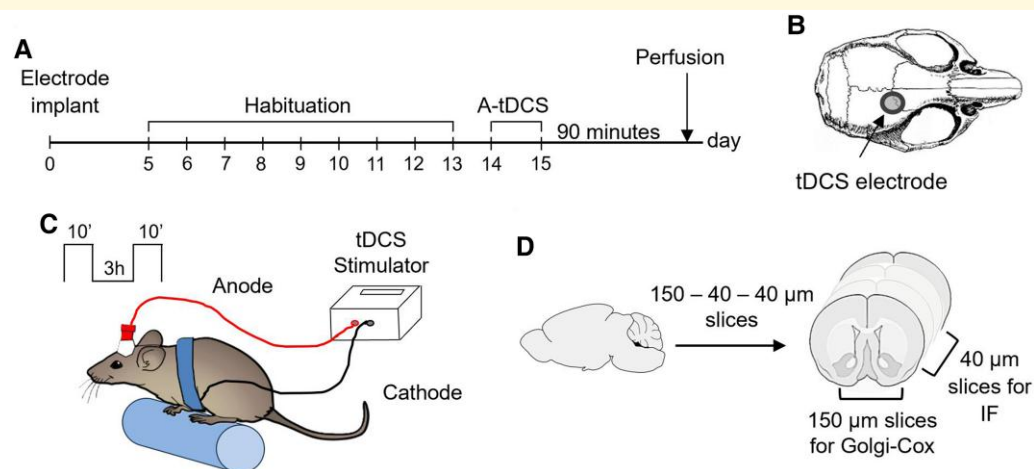 A
Electrode
implant
Habituation
A-tDCS
Perfusion
90 minutes
day
0 5 6 7 8 9 10 11 12 13 14 15
B
tDCS electrode
C
10’ 10’
3h
Anode
tDCS
Stimulator
Cathode
D
150 – 40 – 40 µm
slices
40 µm
slices for
IF
150 µm slices
for Golgi-Cox